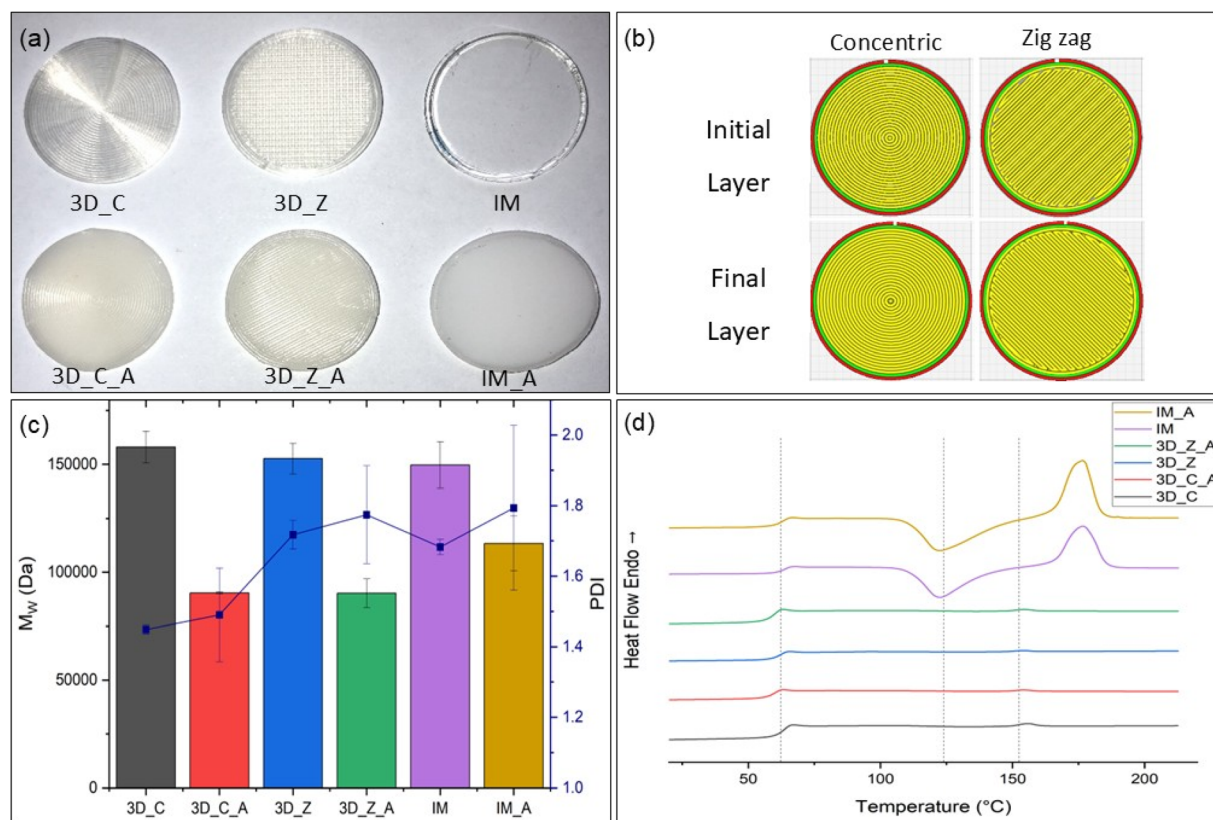 (a)
3D_C 3D_Z IM
3D_C_A 3D_Z_A IM_A
(b)
Concentric Zig zag
Initial
Layer
Final
Layer
(c)
150000
100000
50000
0
M_W (Da)
2.0
1.8
1.6
1.4
1.2
1.0
PDI
3D_C 3D_C_A 3D_Z 3D_Z_A IM IM_A
(d)
IM_A
IM
3D_Z_A
3D_Z
3D_C_A
3D_C
Heat Flow Endo →
50 100 150 200
Temperature (°C)